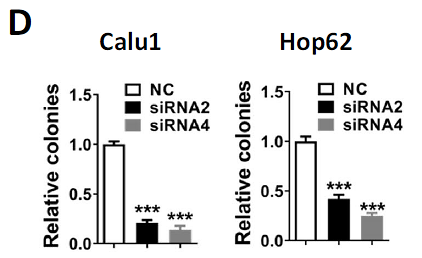 D
Calu1
Hop62
Relative colonies
1.5
1.0
0.5
0.0
NC
siRNA2
siRNA4
***
***
Relative colonies
1.5
1.0
0.5
0.0
NC
siRNA2
siRNA4
***
***